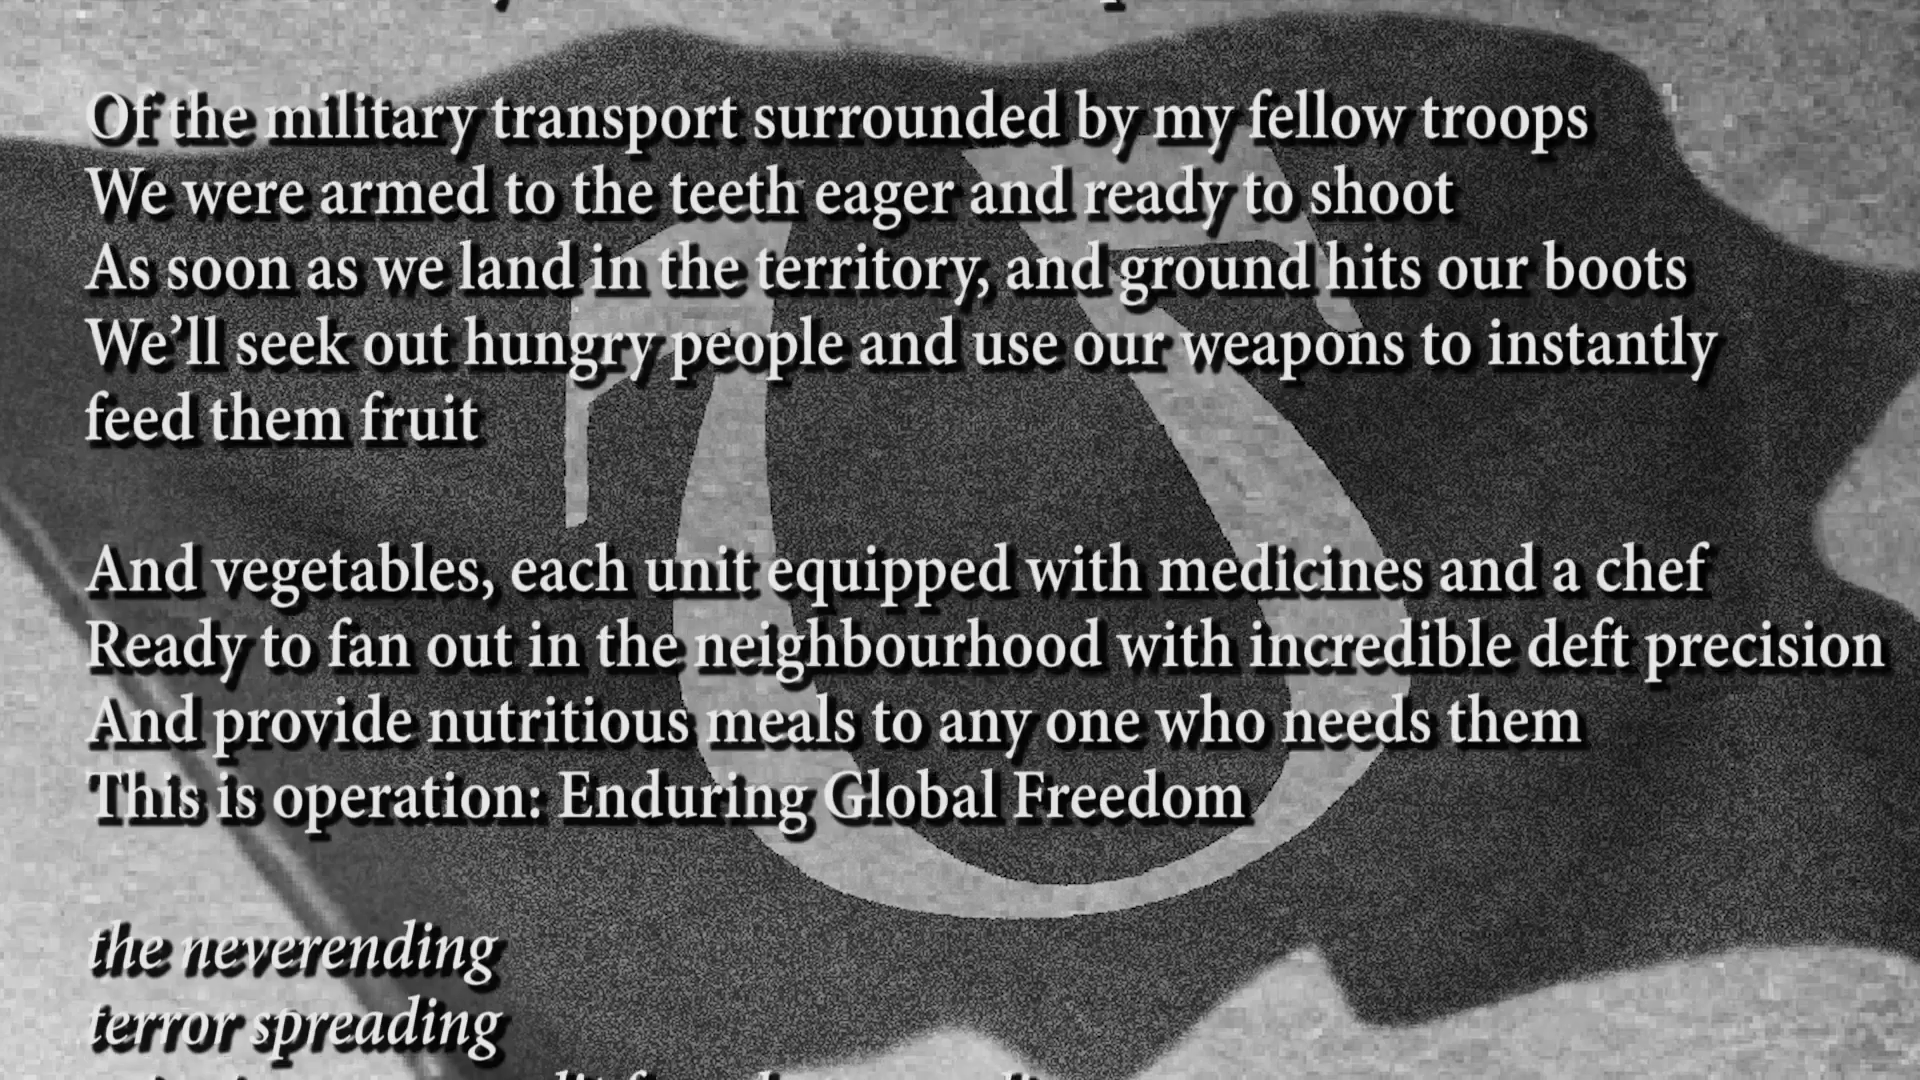 Of the military transport surrounded by my fellow troops
We were armed to the teeth eager and ready to shoot
As soon as we land in the territory, and ground hits our boots
We’ll seek out hungry people and use our weapons to instantly
feed them fruit
And vegetables, each unit equipped with medicines and a chef
Ready to fan out in the neighbourhood with incredible deft precision
And provide nutritious meals to any one who needs them
This is operation: Enduring Global Freedom
the neverending
terror spreading